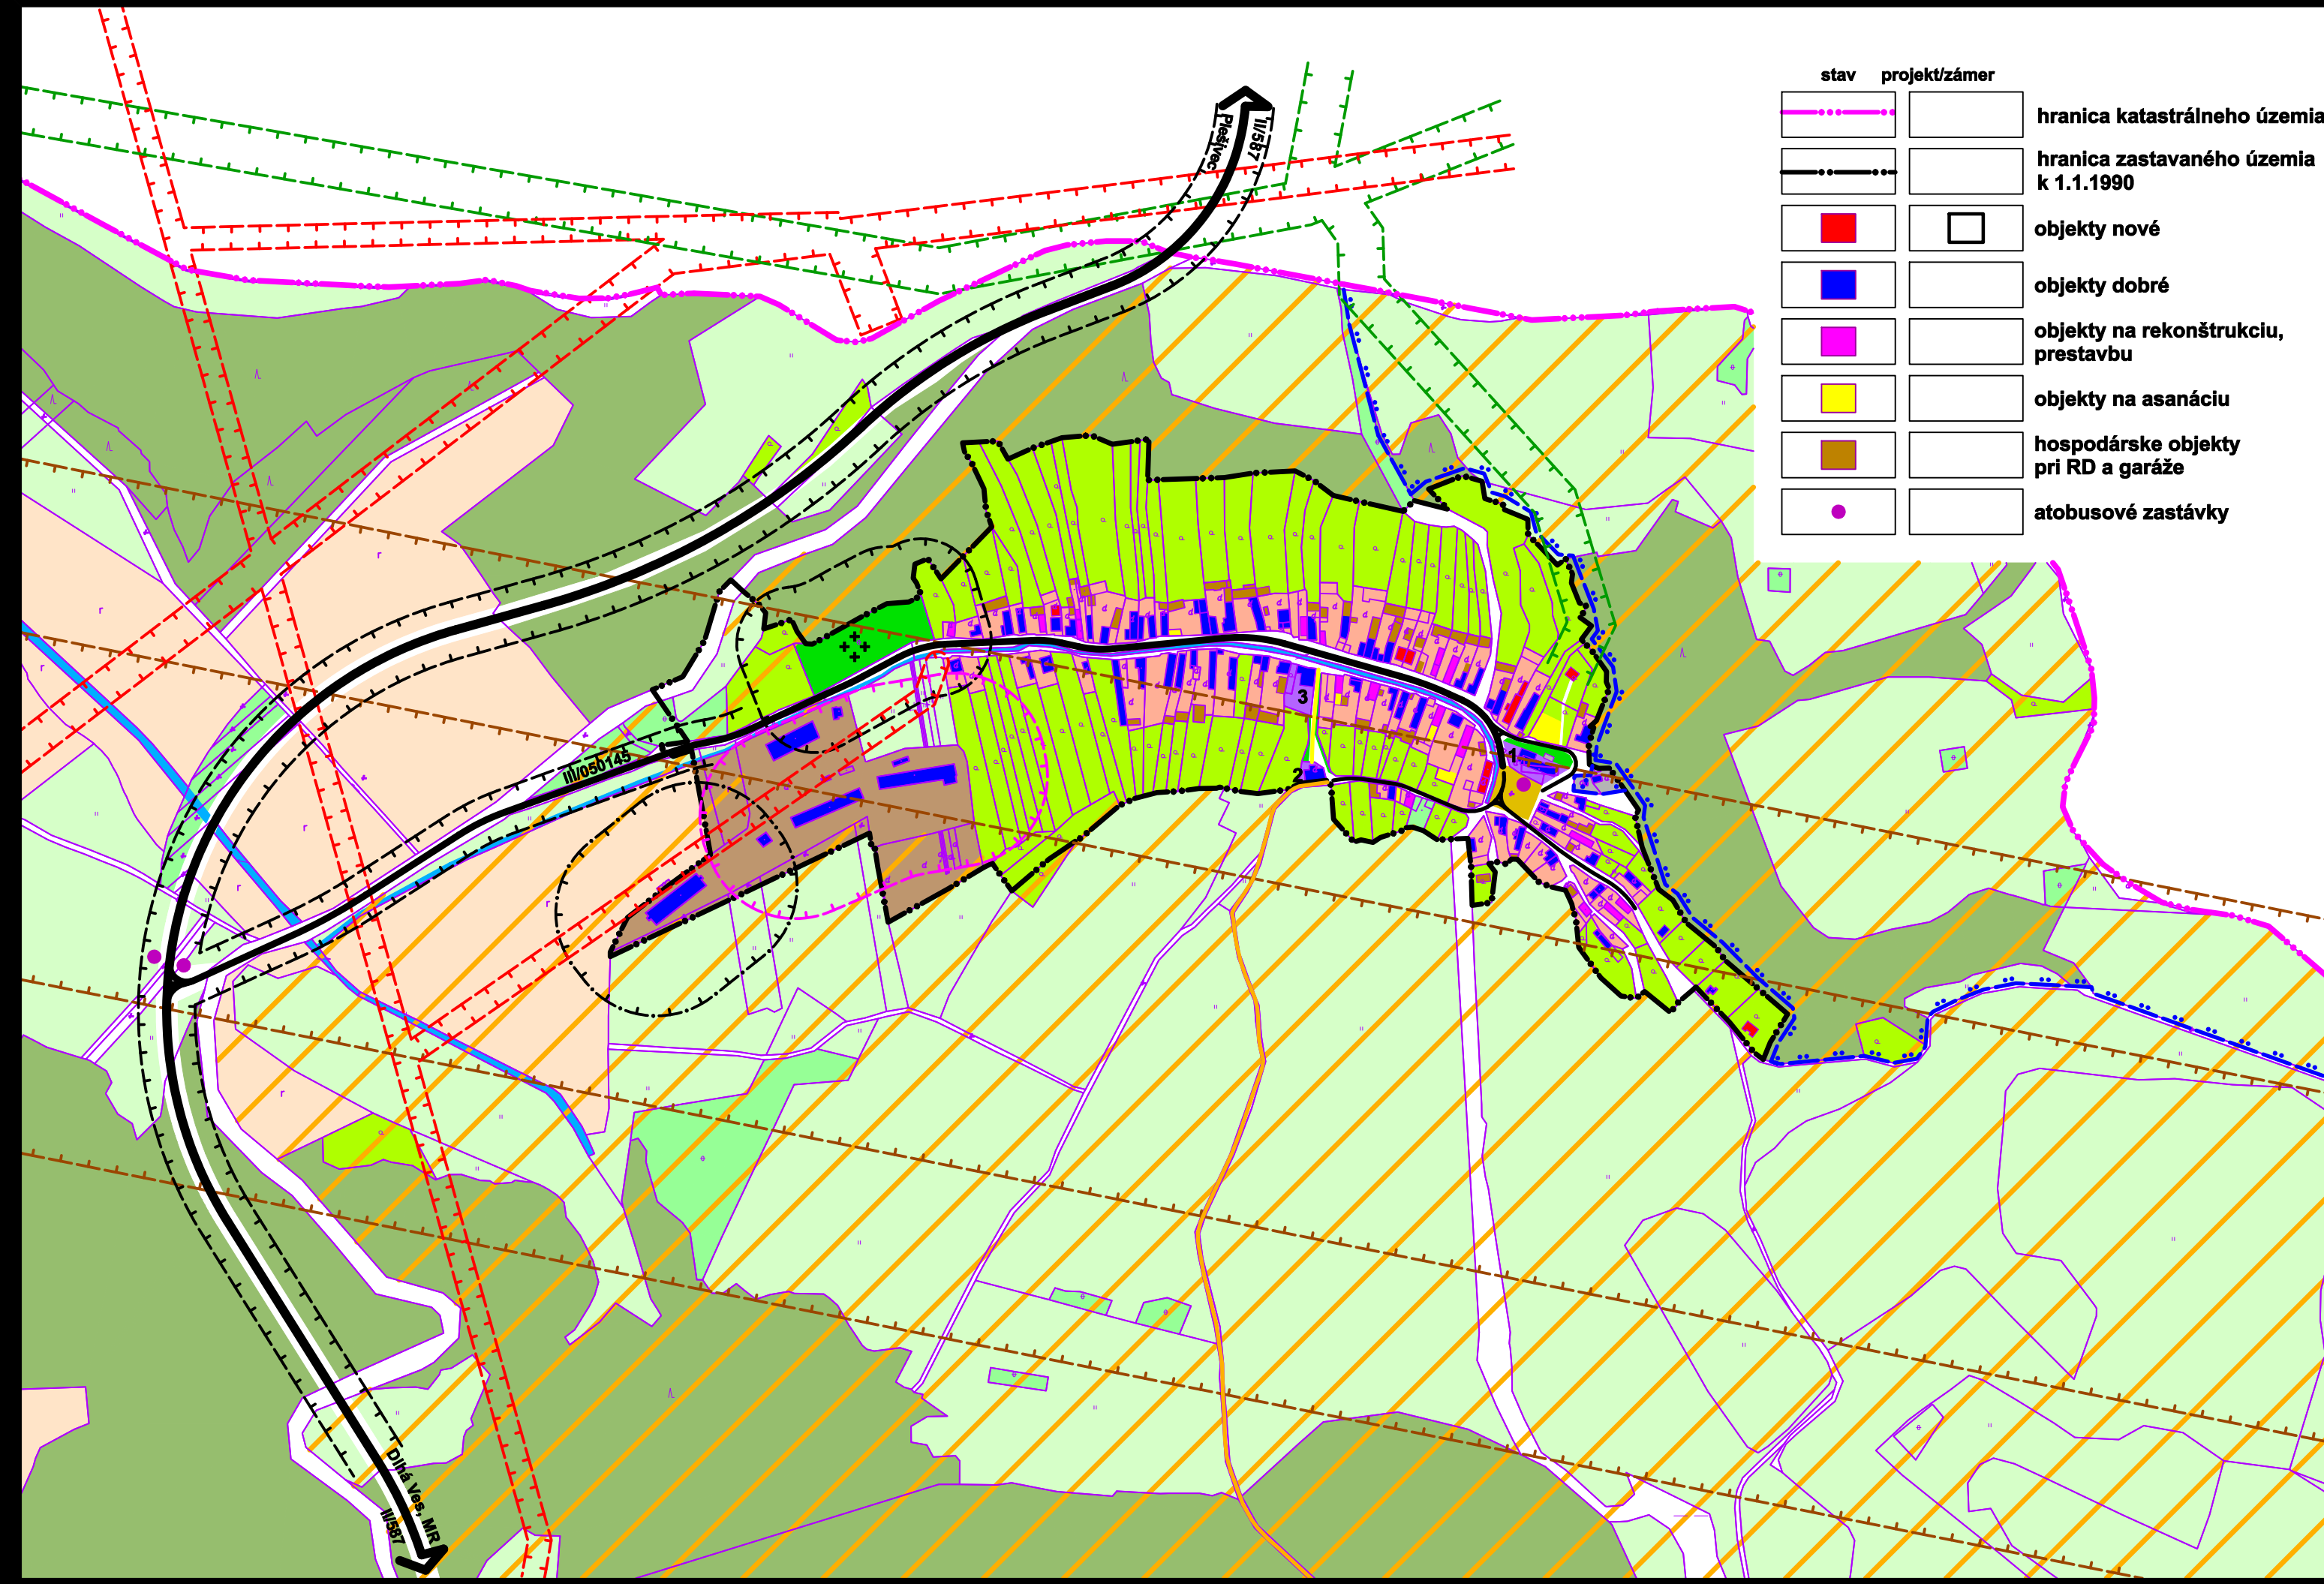 stav projekt/zámer
hranica katastrálneho územia
hranica zastavaného územia
k 1.1.1990
objekty nové
objekty dobré
objekty na rekonštrukciu,
prestavbu
objekty na asanáciu
hospodárske objekty
pri RD a garáže
atobusové zastávky
Plešivec
II/587
III/050145
3
1
2
Dlhá Ves, MR
II/587